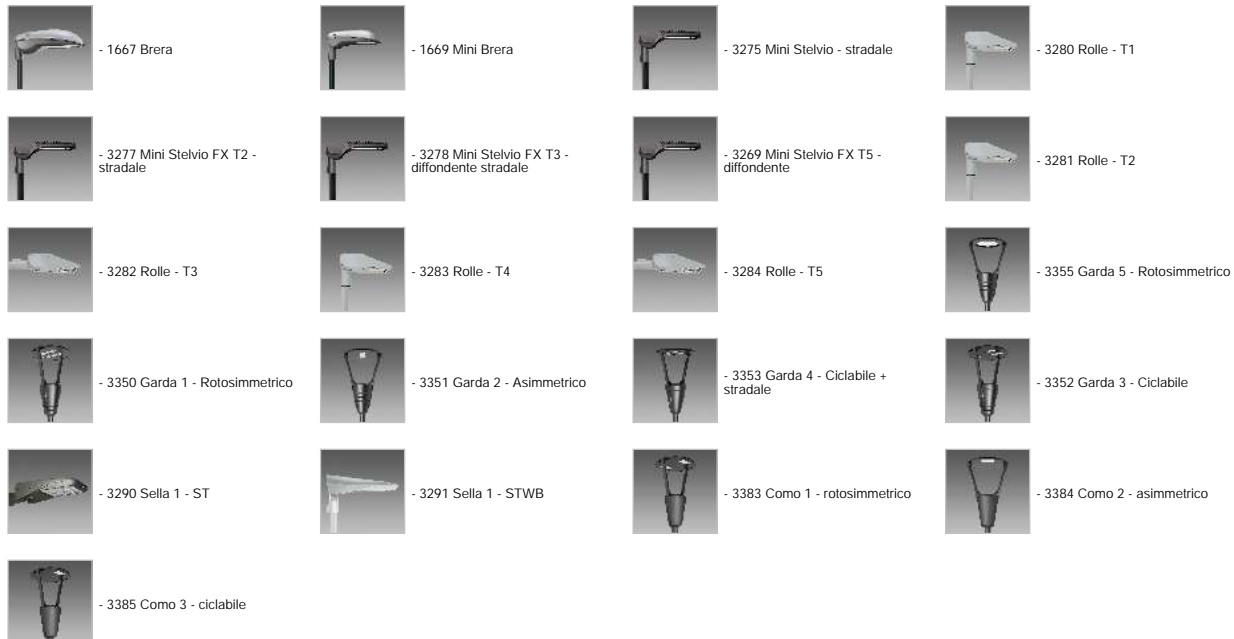 - 1667 Brera
- 1669 Mini Brera
- 3275 Mini Stelvio - stradale
- 3280 Rolle - T1
- 3277 Mini Stelvio FX T2 -
stradale
- 3278 Mini Stelvio FX T3 -
diffondente stradale
- 3269 Mini Stelvio FX T5 -
diffondente
- 3281 Rolle - T2
- 3282 Rolle - T3
- 3283 Rolle - T4
- 3284 Rolle - T5
- 3355 Garda 5 - Rotosimmetrico
- 3350 Garda 1 - Rotosimmetrico
- 3351 Garda 2 - Asimmetrico
- 3353 Garda 4 - Ciclabile +
stradale
- 3352 Garda 3 - Ciclabile
- 3290 Sella 1 - ST
- 3291 Sella 1 - STWB
- 3383 Como 1 - rotosimmetrico
- 3384 Como 2 - asimmetrico
- 3385 Como 3 - ciclabile